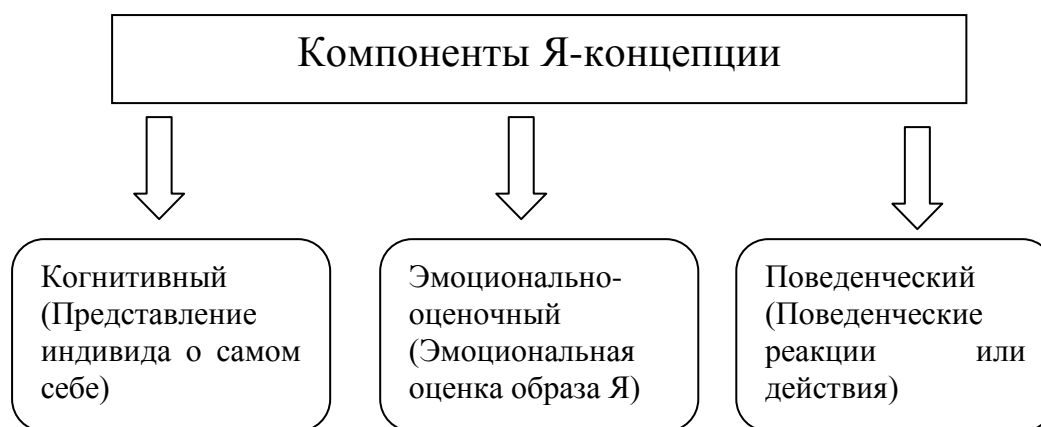 Компоненты Я-концепции
Когнитивный
(Представление
индивида о самом
себе)
Эмоционально-
оценочный
(Эмоциональная
оценка образа Я)
Поведенческий
(Поведенческие
реакции или
действия)